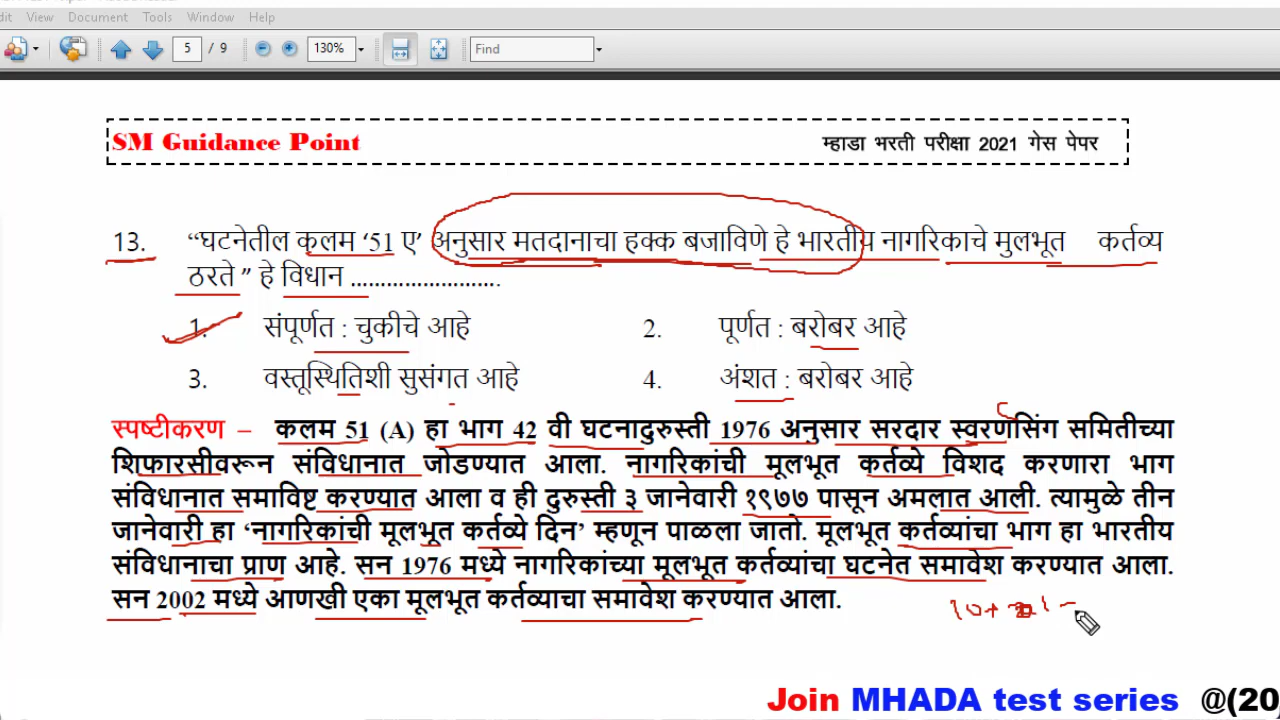 dit View Document Tools Window Help
5 / 9 130% Find
SM Guidance Point म्हाडा भरती परीक्षा 2021 गेस पेपर
13. “घटनेतील कलम ‘51 ए’ अनुसार मतदानाचा हक्क बजाविणे हे भारतीय नागरिकाचे मुलभूत कर्तव्य
ठरते ” हे विधान ..........................
1. संपूर्णत : चुकीचे आहे 2. पूर्णत : बरोबर आहे
3. वस्तूस्थितिशी सुसंगत आहे 4. अंशत : बरोबर आहे
स्पष्टीकरण – कलम 51 (A) हा भाग 42 वी घटनादुरुस्ती 1976 अनुसार सरदार स्वरणसिंग समितीच्या
शिफारसीवरून संविधानात जोडण्यात आला. नागरिकांची मूलभूत कर्तव्ये विशद करणारा भाग
संविधानात समाविष्ट करण्यात आला व ही दुरुस्ती ३ जानेवारी १९७७ पासून अमलात आली. त्यामुळे तीन
जानेवारी हा ‘नागरिकांची मूलभूत कर्तव्ये दिन’ म्हणून पाळला जातो. मूलभूत कर्तव्यांचा भाग हा भारतीय
संविधानाचा प्राण आहे. सन 1976 मध्ये नागरिकांच्या मूलभूत कर्तव्यांचा घटनेत समावेश करण्यात आला.
सन 2002 मध्ये आणखी एका मूलभूत कर्तव्याचा समावेश करण्यात आला.
10+
Join MHADA test series @(20